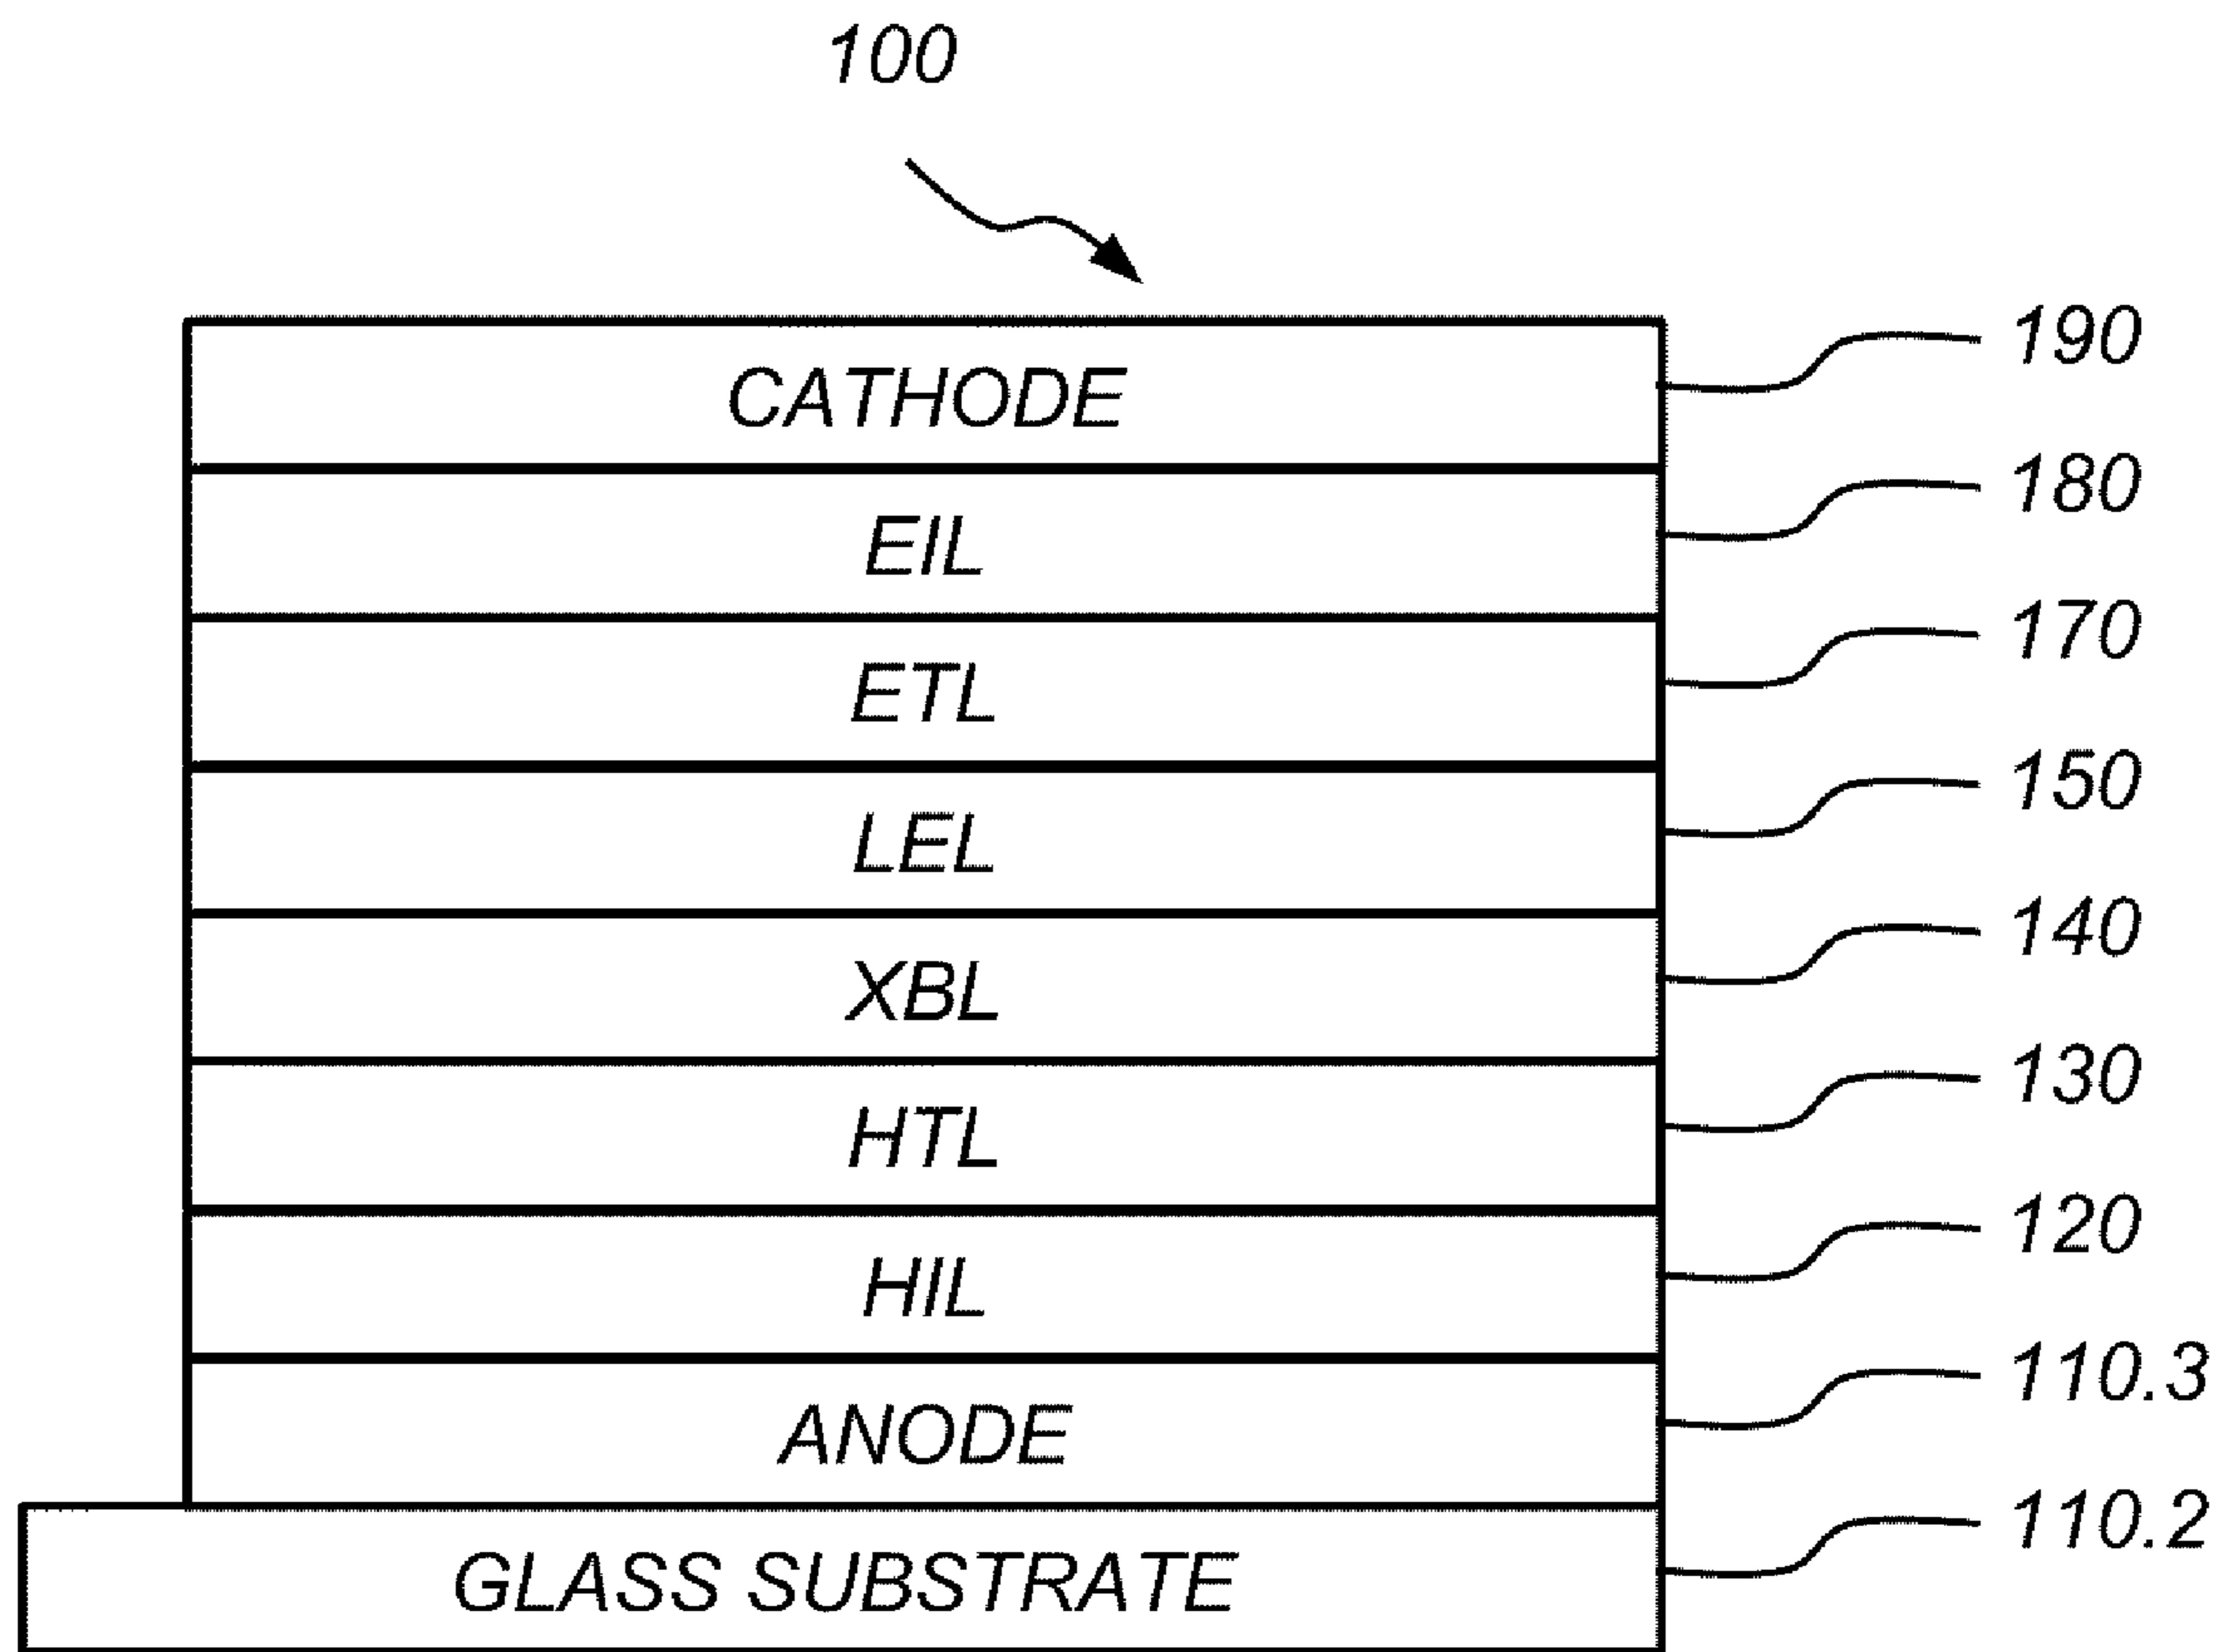 100
CATHODE 190
EIL 180
ETL 170
LEL 150
XBL 140
HTL 130
HIL 120
ANODE 110.3
GLASS SUBSTRATE 110.2